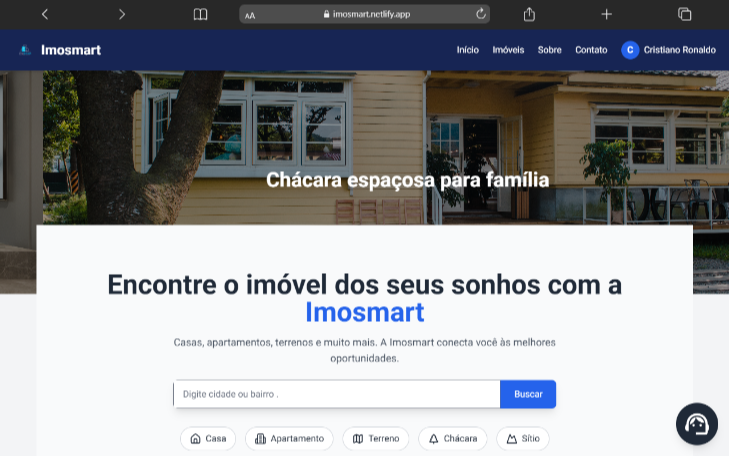 AA
imosmart.netlify.app
Imosmart
Início
Imóveis
Sobre
Contato
C
Cristiano Ronaldo
Chácara espaçosa para família
Encontre o imóvel dos seus sonhos com a
Imosmart
Casas, apartamentos, terrenos e muito mais. A Imosmart conecta você às melhores
oportunidades.
Digite cidade ou bairro .
Buscar
Casa
Apartamento
Terreno
Chácara
Sítio